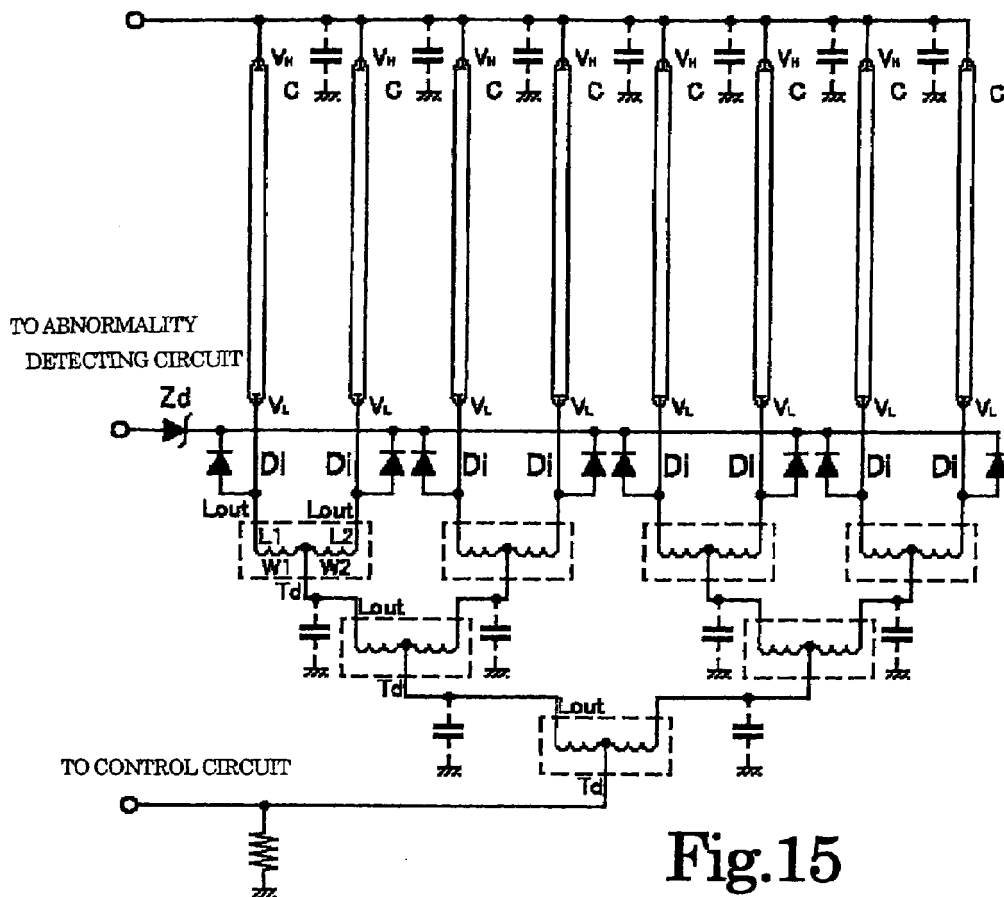 VH VH VH VH VH VH VH
C C C C C C C C
TO ABNORMALITY
DETECTING CIRCUIT
Zd
VL VL VL VL VL VL VL VL
Di Di Di Di Di Di Di Di
Lout Lout
L1 L2
W1 W2
Td
Lout
Td
Lout
TO CONTROL CIRCUIT
Td
Fig.15